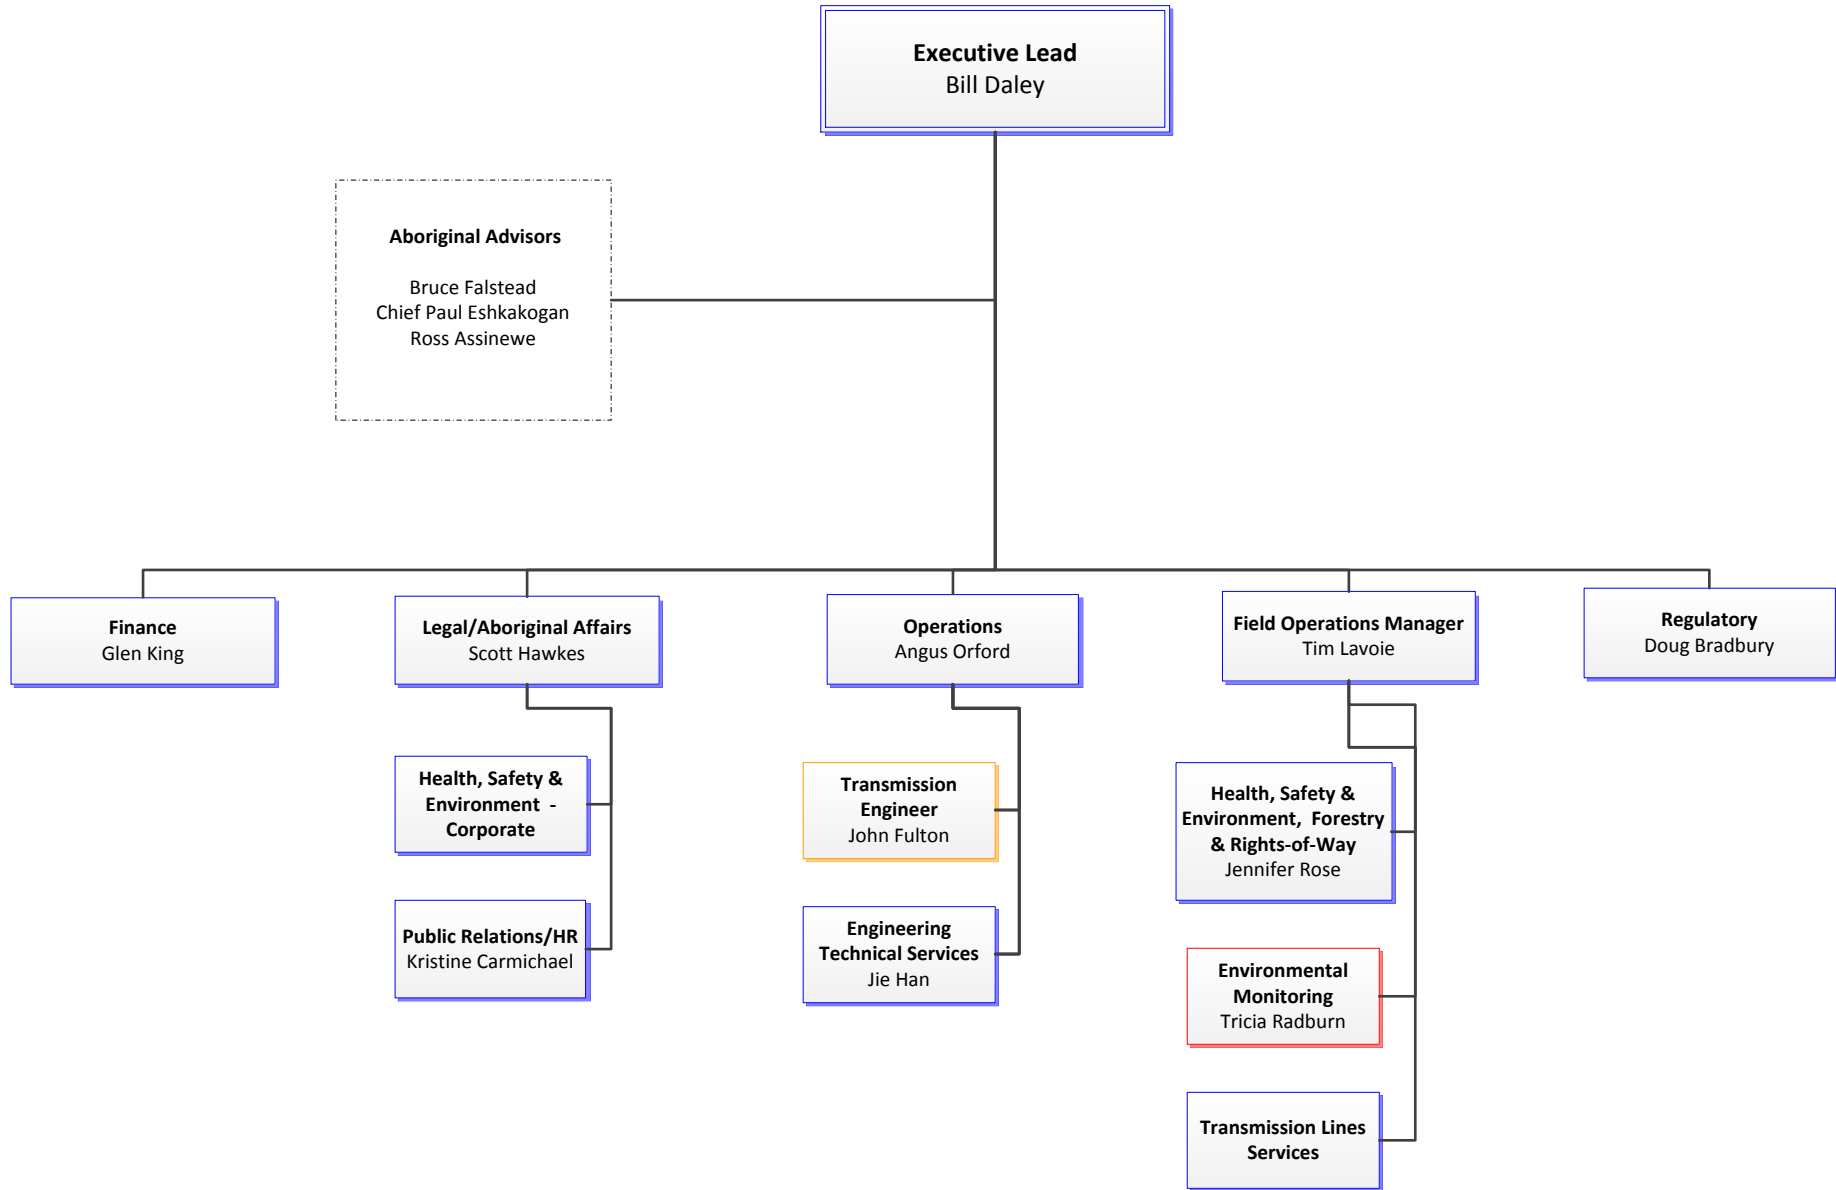 Executive Lead
Bill Daley
Aboriginal Advisors
Bruce Falstead
Chief Paul Eshkakogan
Ross Assinewe
Finance
Glen King
Legal/Aboriginal Affairs
Scott Hawkes
Operations
Angus Orford
Field Operations Manager
Tim Lavoie
Regulatory
Doug Bradbury
Health, Safety &
Environment  -
Corporate
Public Relations/HR
Kristine Carmichael
Transmission
Engineer
John Fulton
Engineering
Technical Services
Jie Han
Health, Safety &
Environment,  Forestry
& Rights-of-Way
Jennifer Rose
Environmental
Monitoring
Tricia Radburn
Transmission Lines
Services